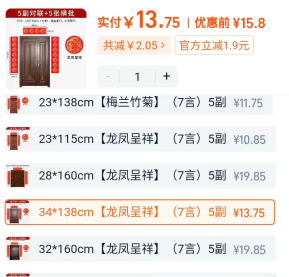 5副对联+5张横批
实付¥13.75 | 优惠前¥15.8
共减¥2.05 >
官方立减1.9元
- 1 +
23*138cm【梅兰竹菊】（7言）5副 ¥11.75
23*115cm【龙凤呈祥】（7言）5副 ¥10.85
28*160cm【龙凤呈祥】（7言）5副 ¥19.85
34*138cm【龙凤呈祥】（7言）5副 ¥13.75
32*160cm【龙凤呈祥】（7言）5副 ¥19.85